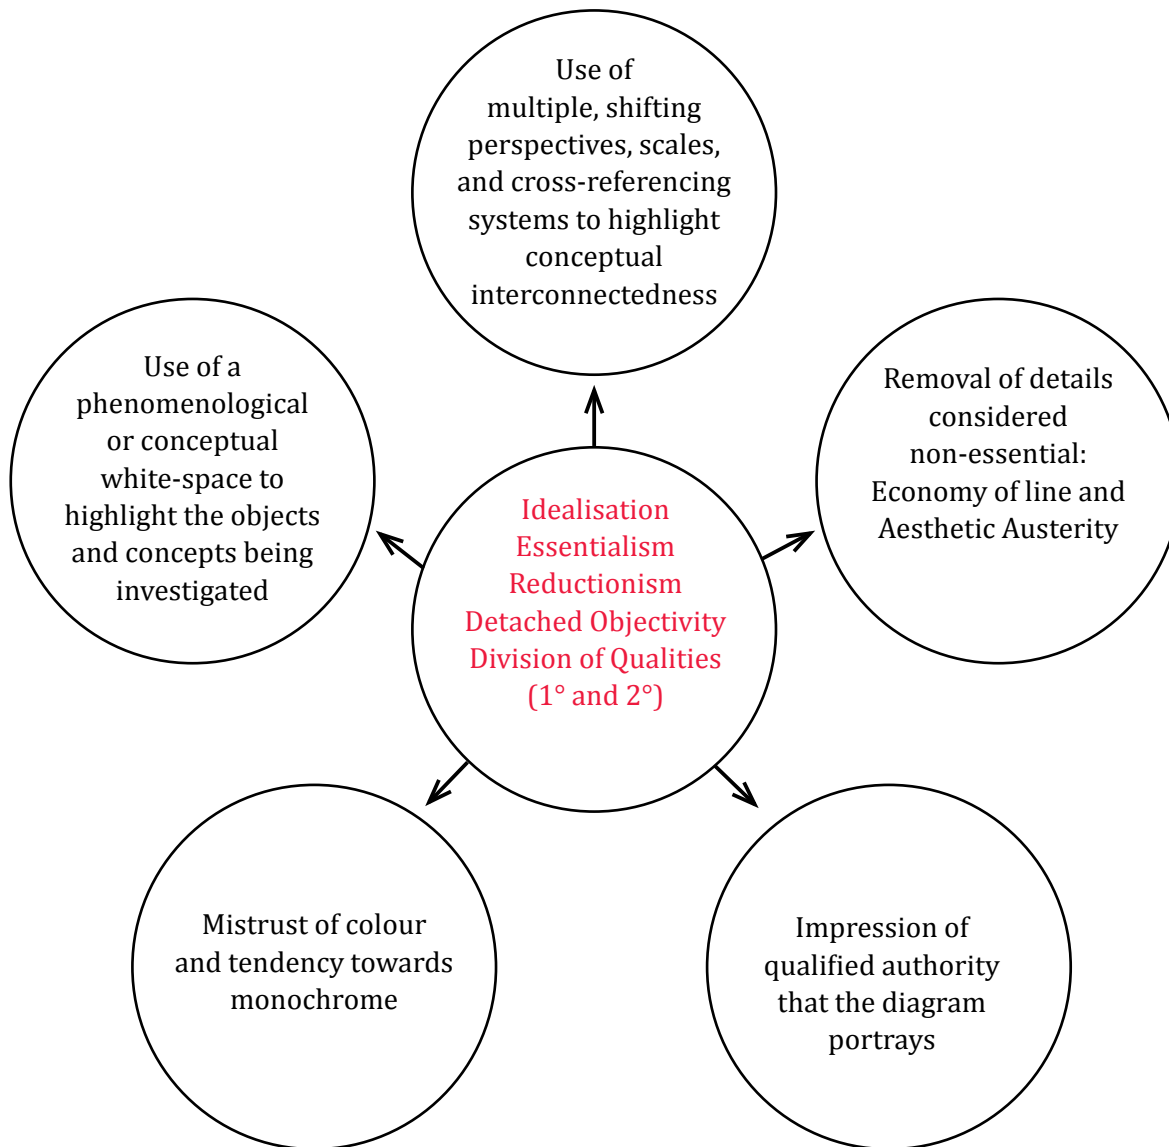 Use of
multiple, shifting
perspectives, scales,
and cross-referencing
systems to highlight
conceptual
interconnectedness
Use of a
phenomenological
or conceptual
white-space to
highlight the objects
and concepts being
investigated
Removal of details
considered
non-essential:
Economy of line and
Aesthetic Austerity
Idealisation
Essentialism
Reductionism
Detached Objectivity
Division of Qualities
(1° and 2°)
Mistrust of colour
and tendency towards
monochrome
Impression of
qualified authority
that the diagram
portrays